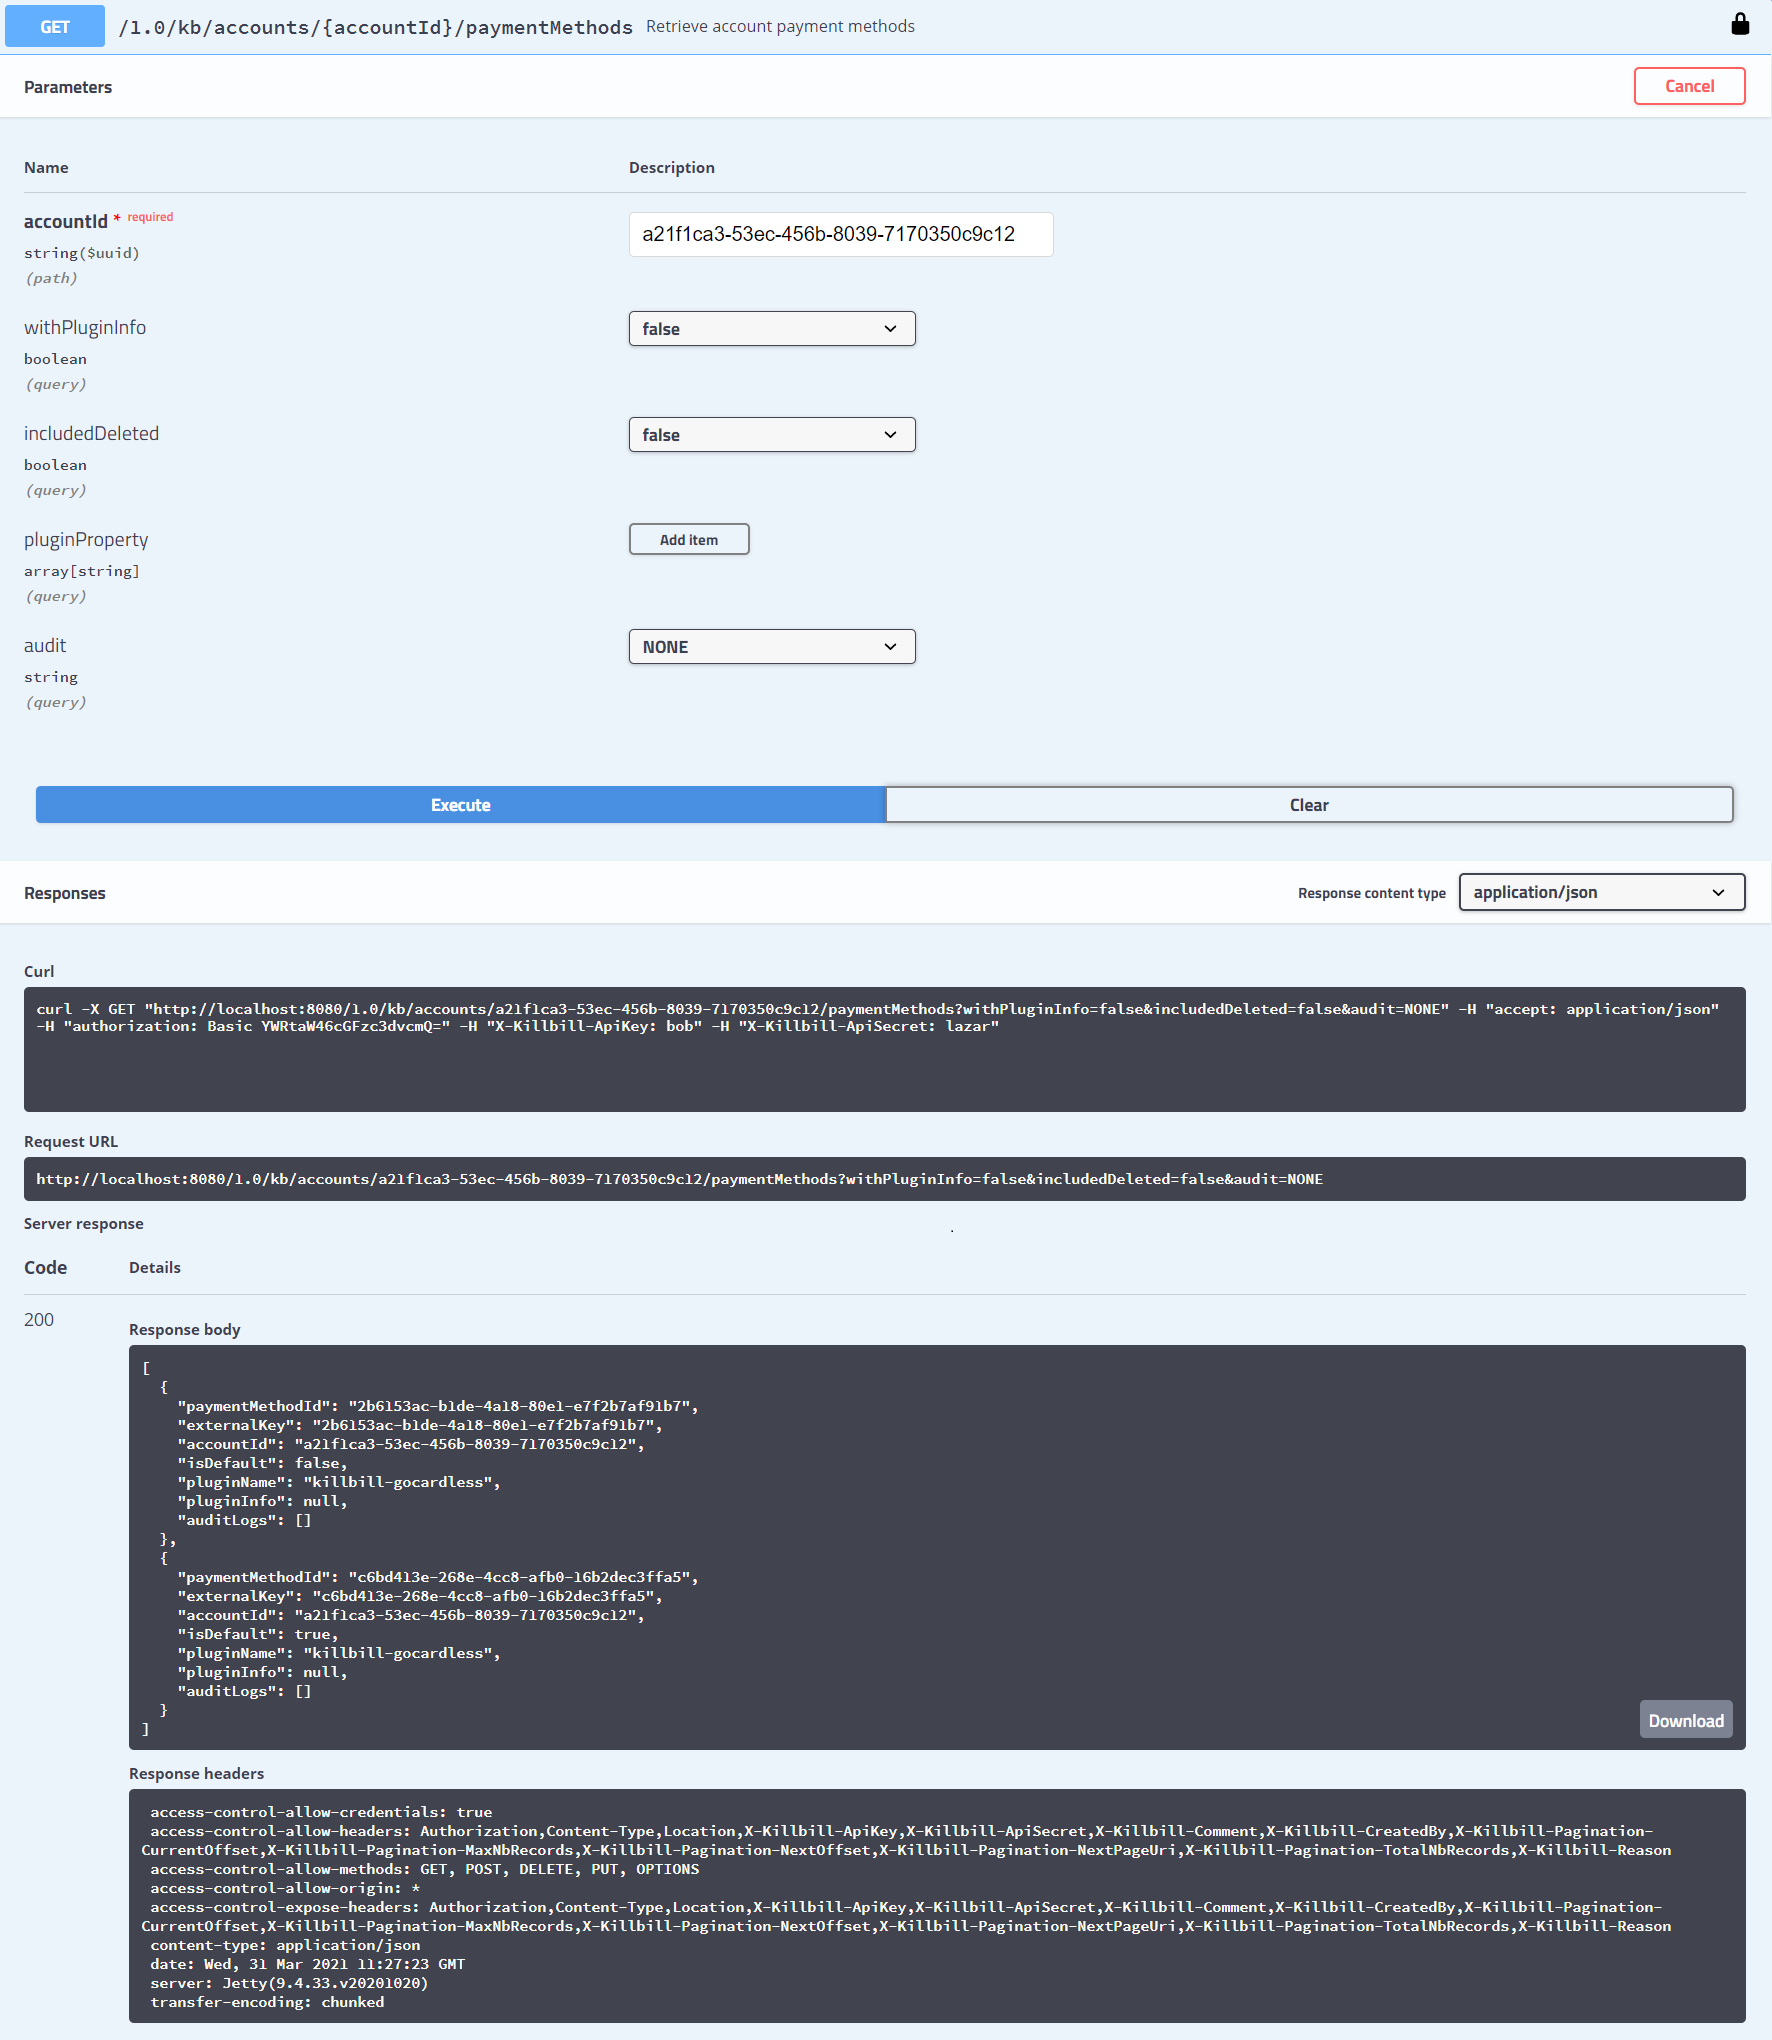 GET /1.0/kb/accounts/{accountId}/paymentMethods Retrieve account payment methods
Parameters Cancel
Name Description
accountId * required a21f1ca3-53ec-456b-8039-7170350c9c12
string($uuid)
(path)
withPluginInfo false
boolean
(query)
includedDeleted false
boolean
(query)
pluginProperty Add item
array[string]
(query)
audit NONE
string
(query)
Execute Clear
Responses Response content type application/json
Curl
curl -X GET "http://localhost:8080/1.0/kb/accounts/a21f1ca3-53ec-456b-8039-7170350c9c12/paymentMethods?withPluginInfo=false&includedDeleted=false&audit=NONE" -H "accept: application/json"
-H "authorization: Basic YWRtaW46cGFzc3dvcmQ=" -H "X-Killbill-ApiKey: bob" -H "X-Killbill-ApiSecret: lazar"
Request URL
http://localhost:8080/1.0/kb/accounts/a21f1ca3-53ec-456b-8039-7170350c9c12/paymentMethods?withPluginInfo=false&includedDeleted=false&audit=NONE
Server response
Code Details
200
Response body
[
  {
    "paymentMethodId": "2b6153ac-b1de-4a18-80e1-e7f2b7af91b7",
    "externalKey": "2b6153ac-b1de-4a18-80e1-e7f2b7af91b7",
    "accountId": "a21f1ca3-53ec-456b-8039-7170350c9c12",
    "isDefault": false,
    "pluginName": "killbill-gocardless",
    "pluginInfo": null,
    "auditLogs": []
  },
  {
    "paymentMethodId": "c6bd413e-268e-4cc8-afb0-16b2dec3ffa5",
    "externalKey": "c6bd413e-268e-4cc8-afb0-16b2dec3ffa5",
    "accountId": "a21f1ca3-53ec-456b-8039-7170350c9c12",
    "isDefault": true,
    "pluginName": "killbill-gocardless",
    "pluginInfo": null,
    "auditLogs": []
  }
]
Download
Response headers
access-control-allow-credentials: true
access-control-allow-headers: Authorization,Content-Type,Location,X-Killbill-ApiKey,X-Killbill-ApiSecret,X-Killbill-Comment,X-Killbill-CreatedBy,X-Killbill-Pagination-
CurrentOffset,X-Killbill-Pagination-MaxNbRecords,X-Killbill-Pagination-NextOffset,X-Killbill-Pagination-NextPageUri,X-Killbill-Pagination-TotalNbRecords,X-Killbill-Reason
access-control-allow-methods: GET, POST, DELETE, PUT, OPTIONS
access-control-allow-origin: *
access-control-expose-headers: Authorization,Content-Type,Location,X-Killbill-ApiKey,X-Killbill-ApiSecret,X-Killbill-Comment,X-Killbill-CreatedBy,X-Killbill-Pagination-
CurrentOffset,X-Killbill-Pagination-MaxNbRecords,X-Killbill-Pagination-NextOffset,X-Killbill-Pagination-NextPageUri,X-Killbill-Pagination-TotalNbRecords,X-Killbill-Reason
content-type: application/json
date: Wed, 31 Mar 2021 11:27:23 GMT
server: Jetty(9.4.33.v20201020)
transfer-encoding: chunked